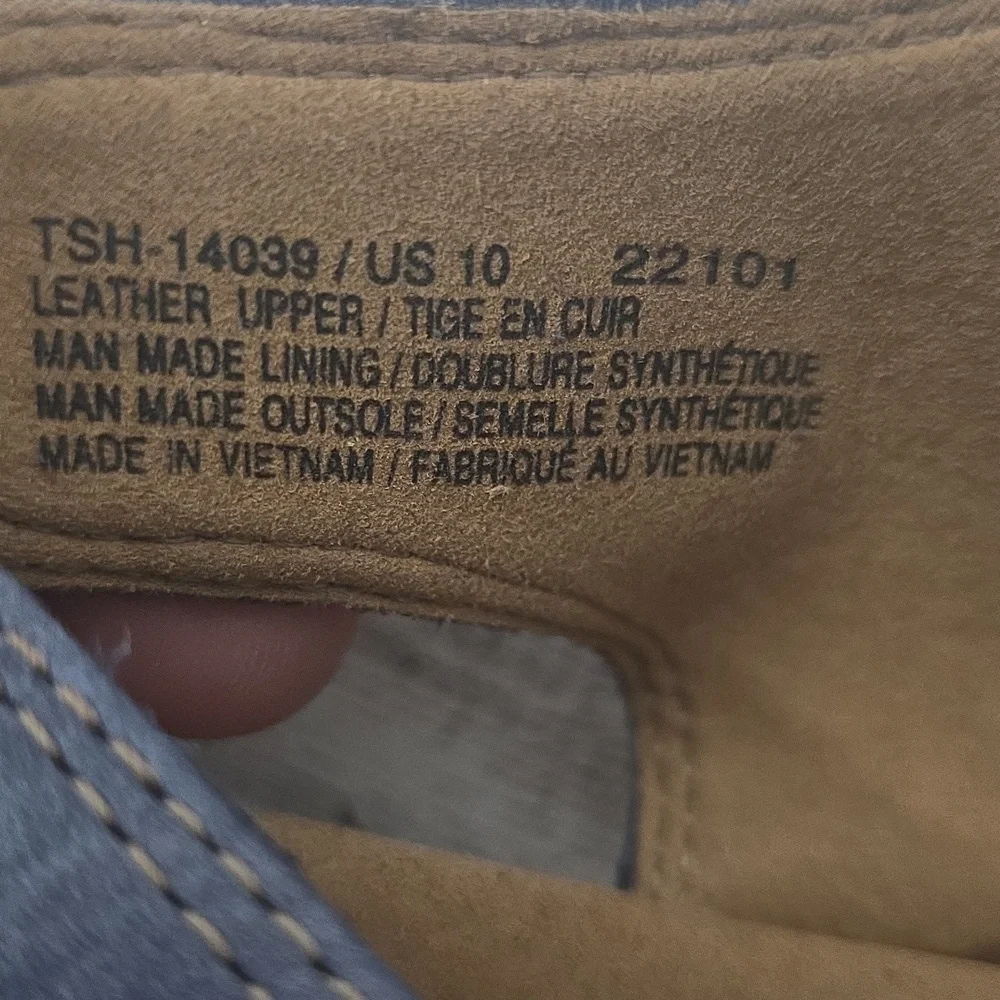 TSH-14039 / US 10 22101
LEATHER UPPER / TIGE EN CUIR
MAN MADE LINING / DOUBLURE SYNTHÉTIQUE
MAN MADE OUTSOLE / SEMELLE SYNTHÉTIQUE
MADE IN VIETNAM / FABRIQUÉ AU VIETNAM